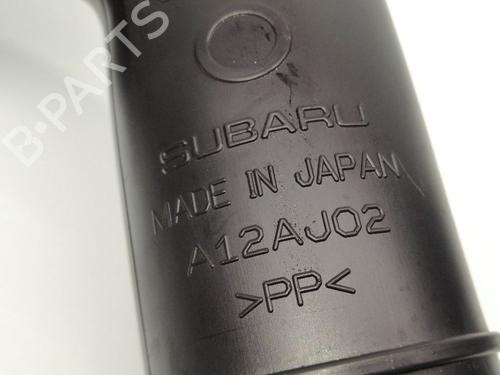 B-PARTS
SUBARU
MADE IN JAPAN
A12AJ02
>PP<